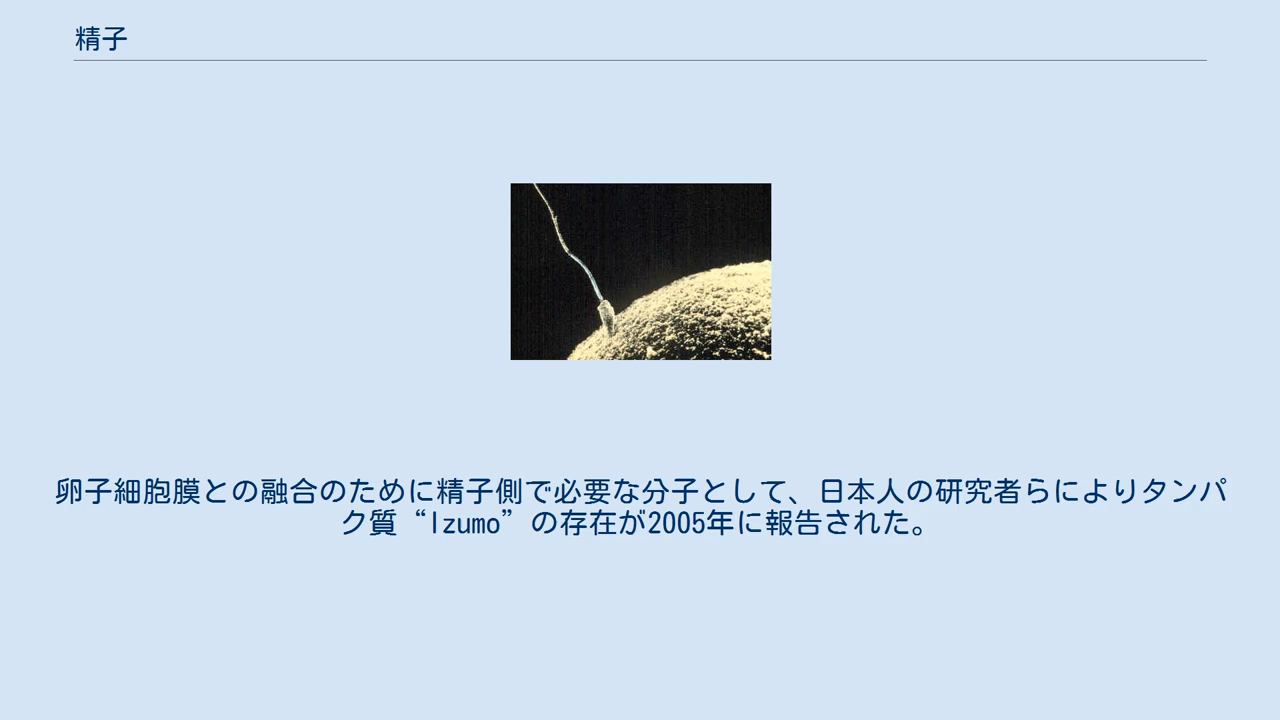 精子
卵子細胞膜との融合のために精子側で必要な分子として、日本人の研究者らによりタンパ
ク質“Izumo”の存在が2005年に報告された。